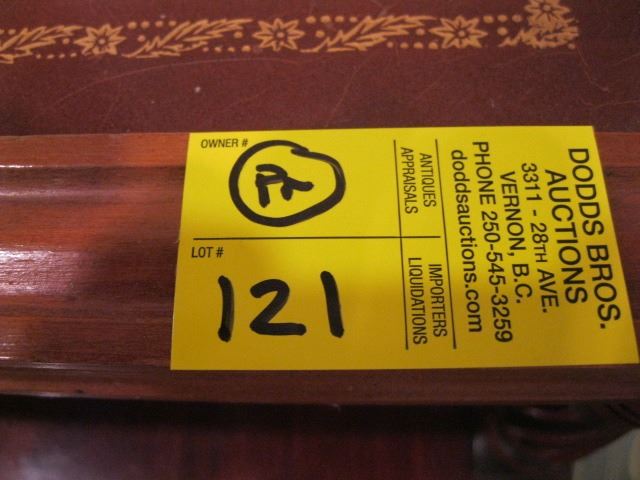 OWNER #
LOT #
121
ANTIQUES
APPRAISALS
IMPORTERS
LIQUIDATIONS
DODDS BROS.
AUCTIONS
3311 - 28TH AVE.
VERNON, B.C.
PHONE 250-545-3259
doddsauctions.com